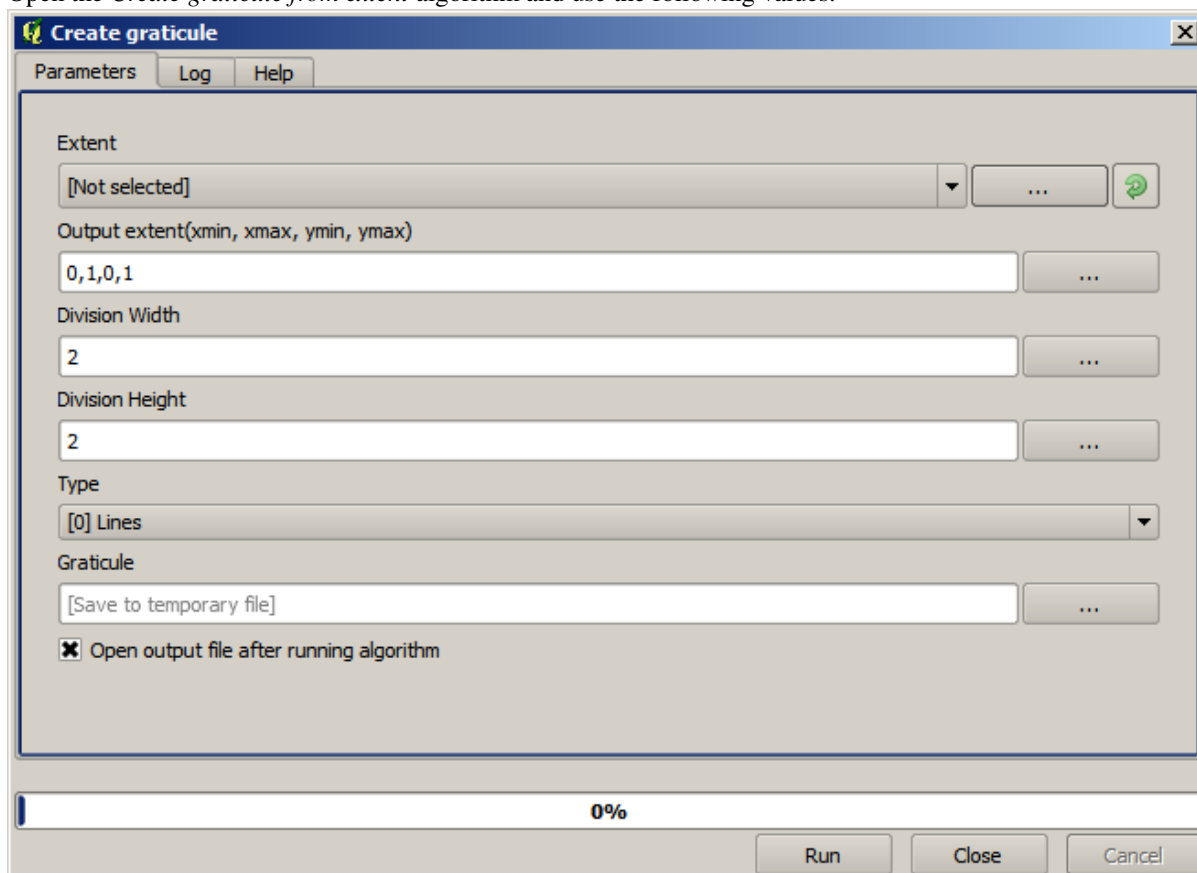 Open the Create graticule from extent algorithm and use the following values.
Create graticule
Parameters Log Help
Extent
[Not selected] ...
Output extent(xmin, xmax, ymin, ymax)
0,1,0,1 ...
Division Width
2 ...
Division Height
2 ...
Type
[0] Lines
Graticule
[Save to temporary file] ...
Open output file after running algorithm
0%
Run Close Cancel